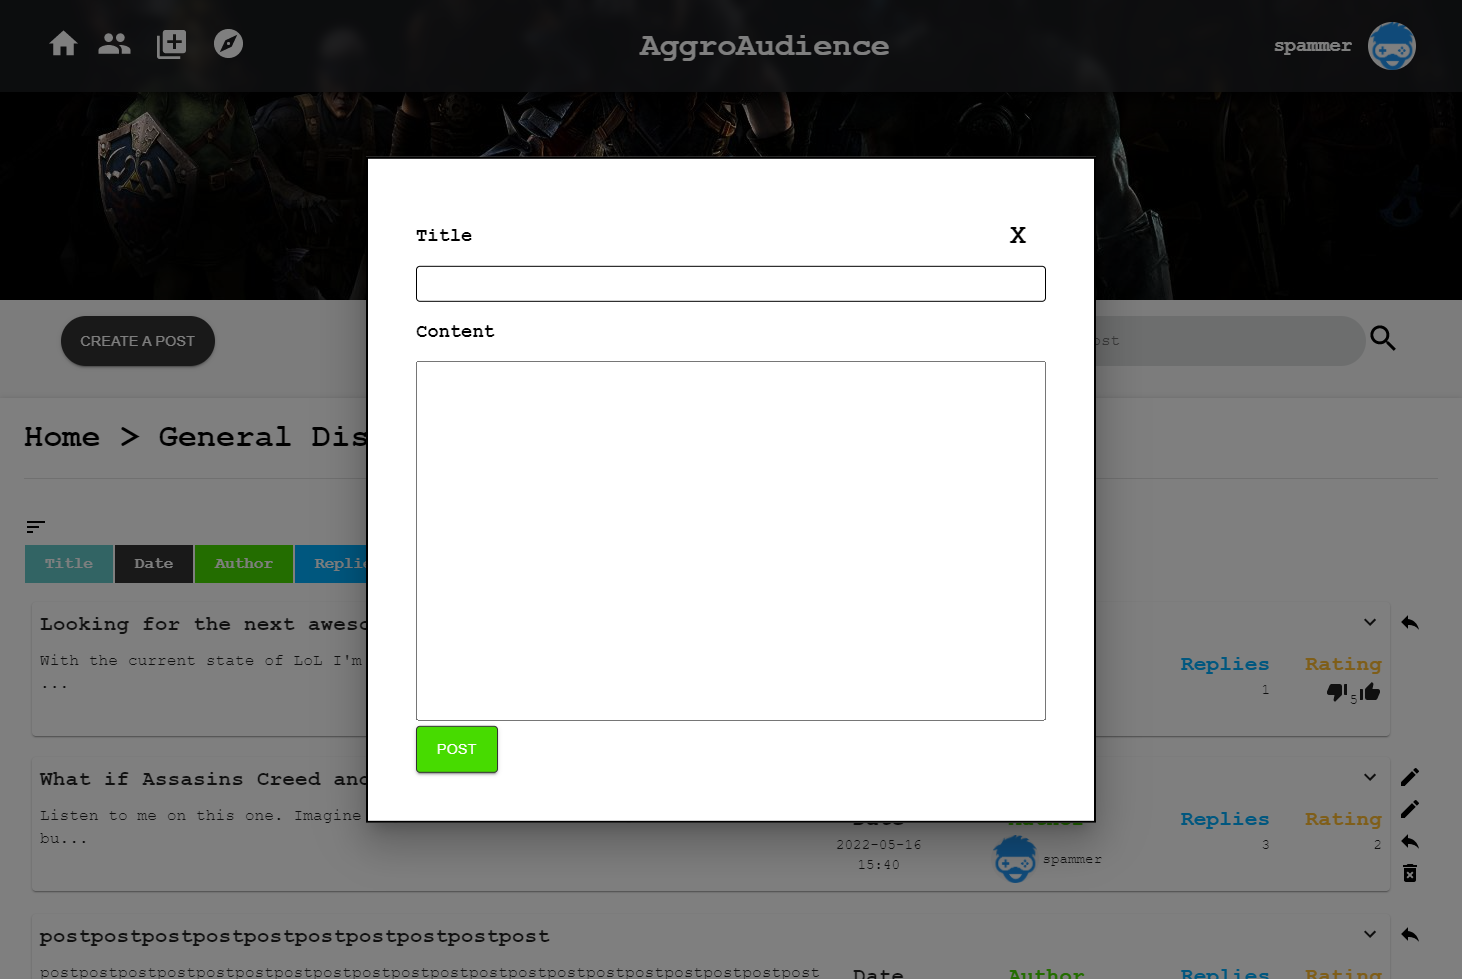 AggroAudience
spammer
Title
X
Content
CREATE A POST
Home > General Dis
Title Date Author Replie
Looking for the next aweso
With the current state of LoL I'm
...
Replies Rating
1
5
POST
What if Assasins Creed and
Listen to me on this one. Imagine
bu...
Date Author Replies Rating
2022-05-16
15:40
spammer
3
2
postpostpostpostpostpostpostpostpostpost
postpostpostpostpostpostpostpostpostpostpostpostpostpostpostpostpostpostpostpost
Date Author Replies Rating